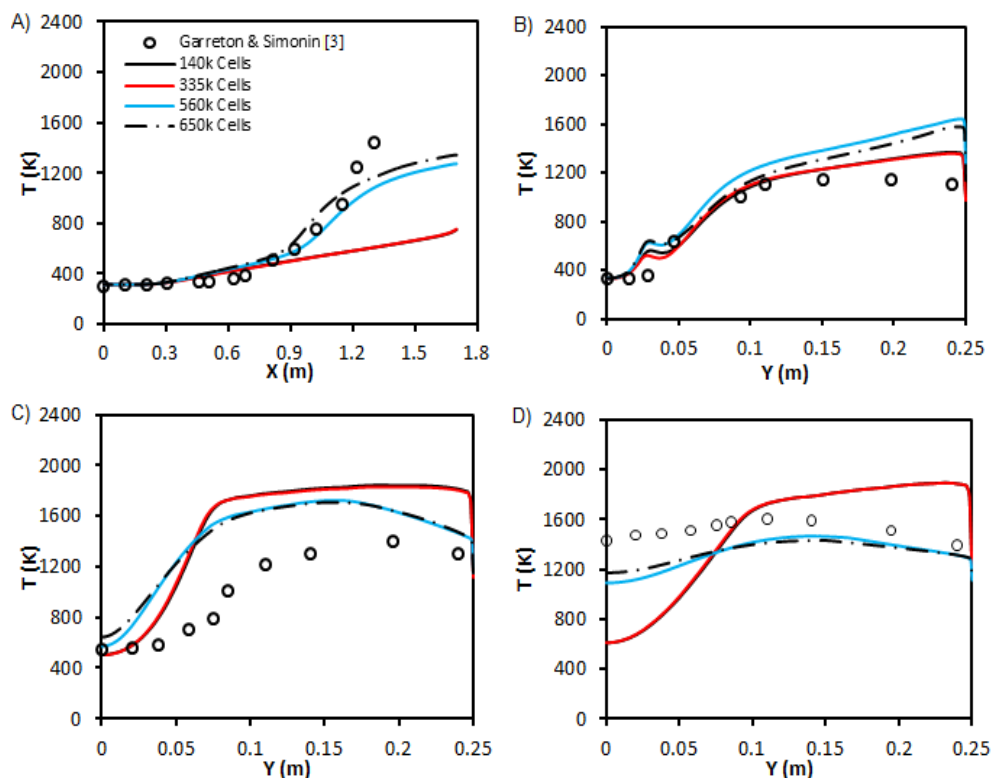 A)
2400
2000
1600
1200
800
400
0
T (K)
Garreton & Simonin [3]
140k Cells
335k Cells
560k Cells
650k Cells
0 0.3 0.6 0.9 1.2 1.5 1.8
X (m)
B)
2400
2000
1600
1200
800
400
0
T (K)
0 0.05 0.1 0.15 0.2 0.25
Y (m)
C)
2400
2000
1600
1200
800
400
0
T (K)
0 0.05 0.1 0.15 0.2 0.25
Y (m)
D)
2400
2000
1600
1200
800
400
0
T (K)
0 0.05 0.1 0.15 0.2 0.25
Y (m)